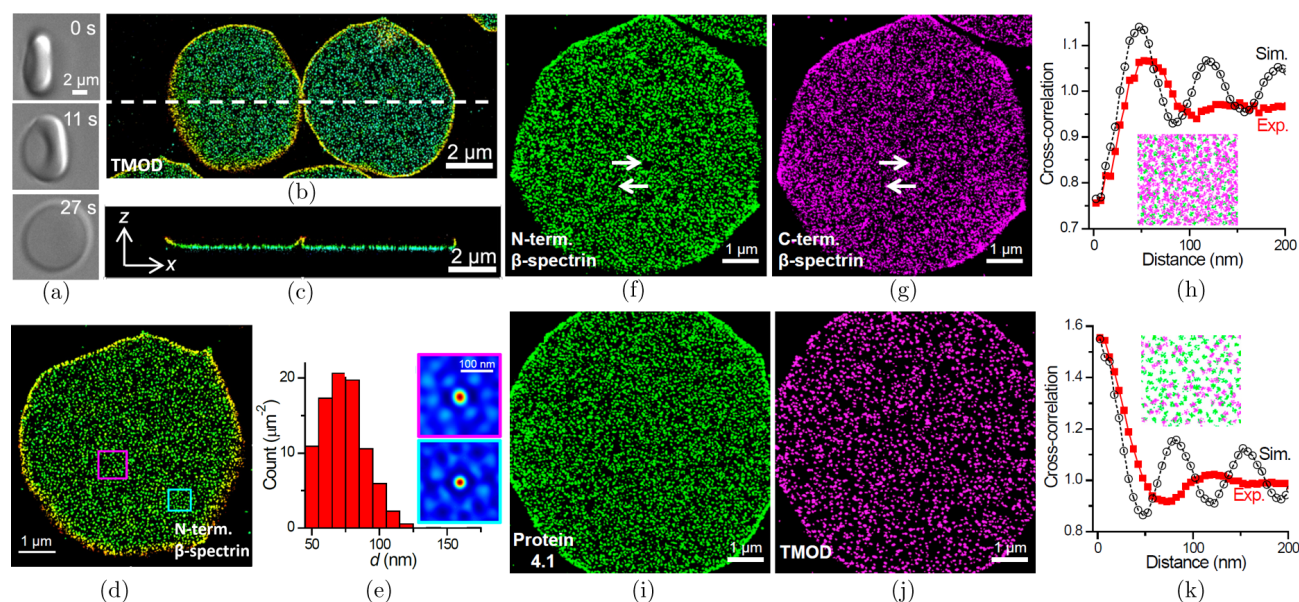 0 s
2 μm
11 s
27 s
(a)
TMOD
2 μm
(b)
z
x
2 μm
(c)
N-term.
β-spectrin
1 μm
(f)
C-term.
β-spectrin
1 μm
(g)
Cross-correlation
1.1
1.0
0.9
0.8
0.7
Sim.
Exp.
0
100
200
Distance (nm)
(h)
1 μm
N-term.
β-spectrin
(d)
Count (μm⁻²)
20
10
0
100 nm
50
100
150
d (nm)
(e)
Protein
4.1
1 μm
(i)
TMOD
1 μm
(j)
Cross-correlation
1.6
1.4
1.2
1.0
0.8
Sim.
Exp.
0
50
100
150
200
Distance (nm)
(k)